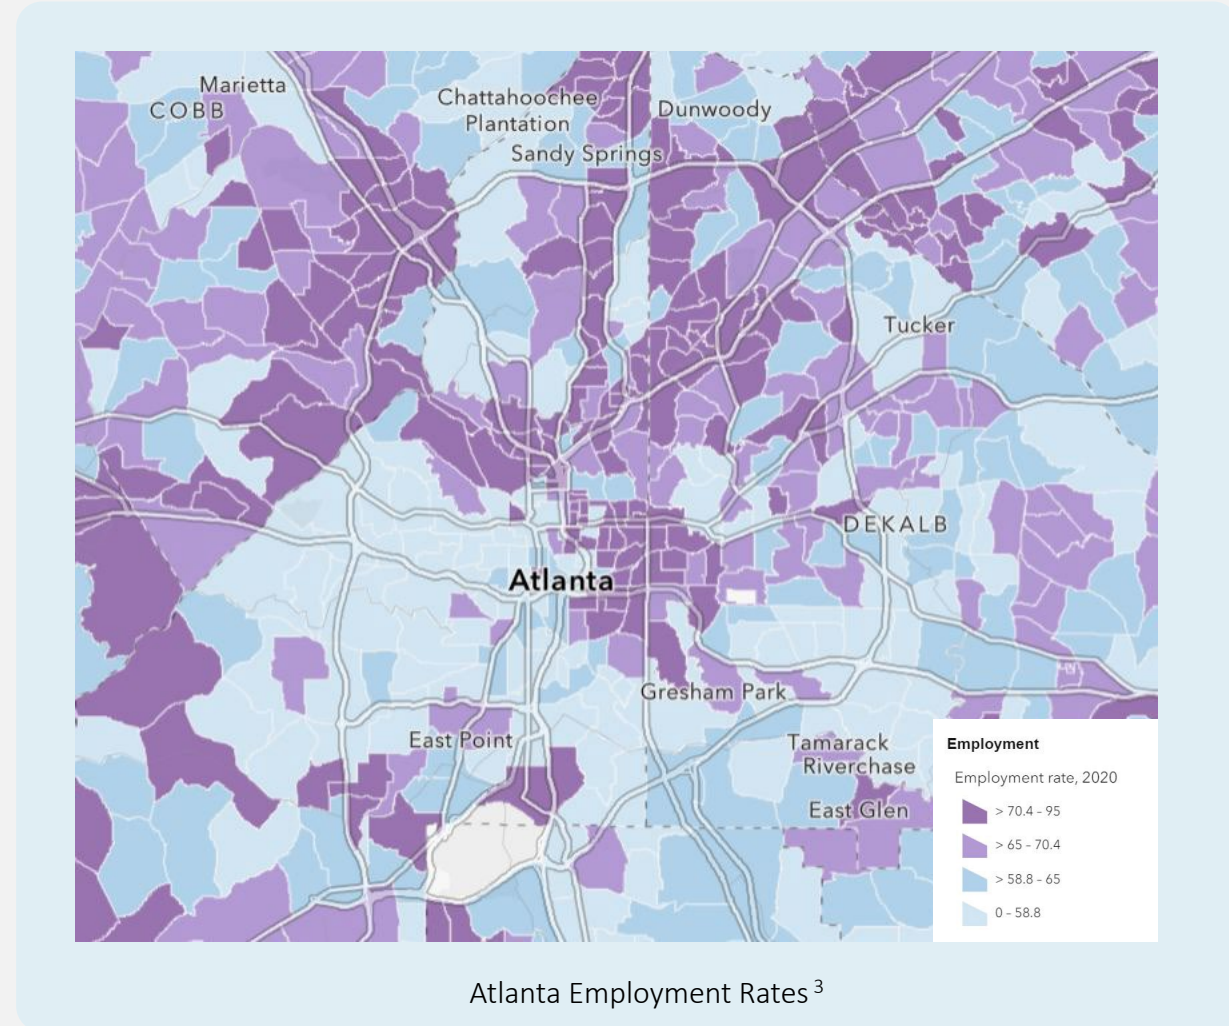 Marietta
COBB
Chattahoochee
Plantation
Dunwoody
Sandy Springs
Tucker
DEKALB
Atlanta
Gresham Park
East Point
Tamarack
Riverchase
East Glen
Employment
Employment rate, 2020
> 70.4 - 95
> 65 - 70.4
> 58.8 - 65
0 - 58.8
Atlanta Employment Rates 3